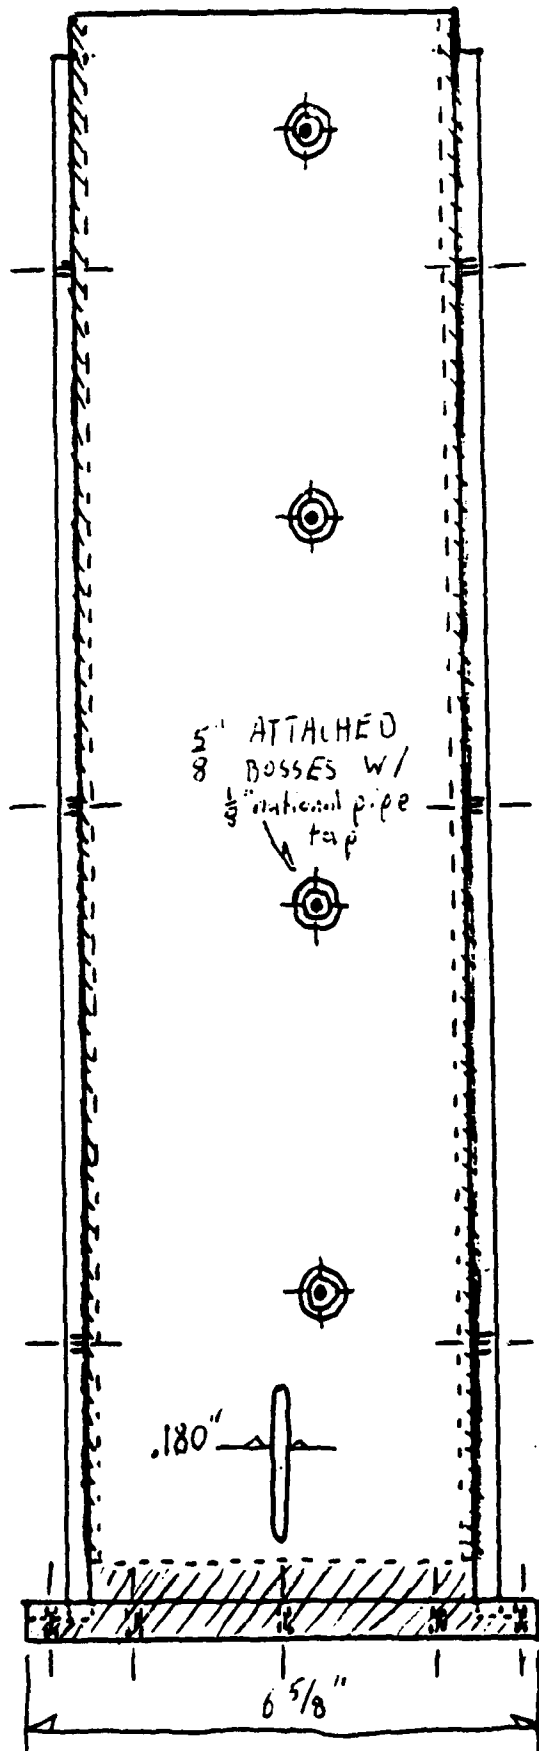 5/8" ATTACHED
BOSSES W/
1/8" national pipe
tap
.180"
6 5/8"